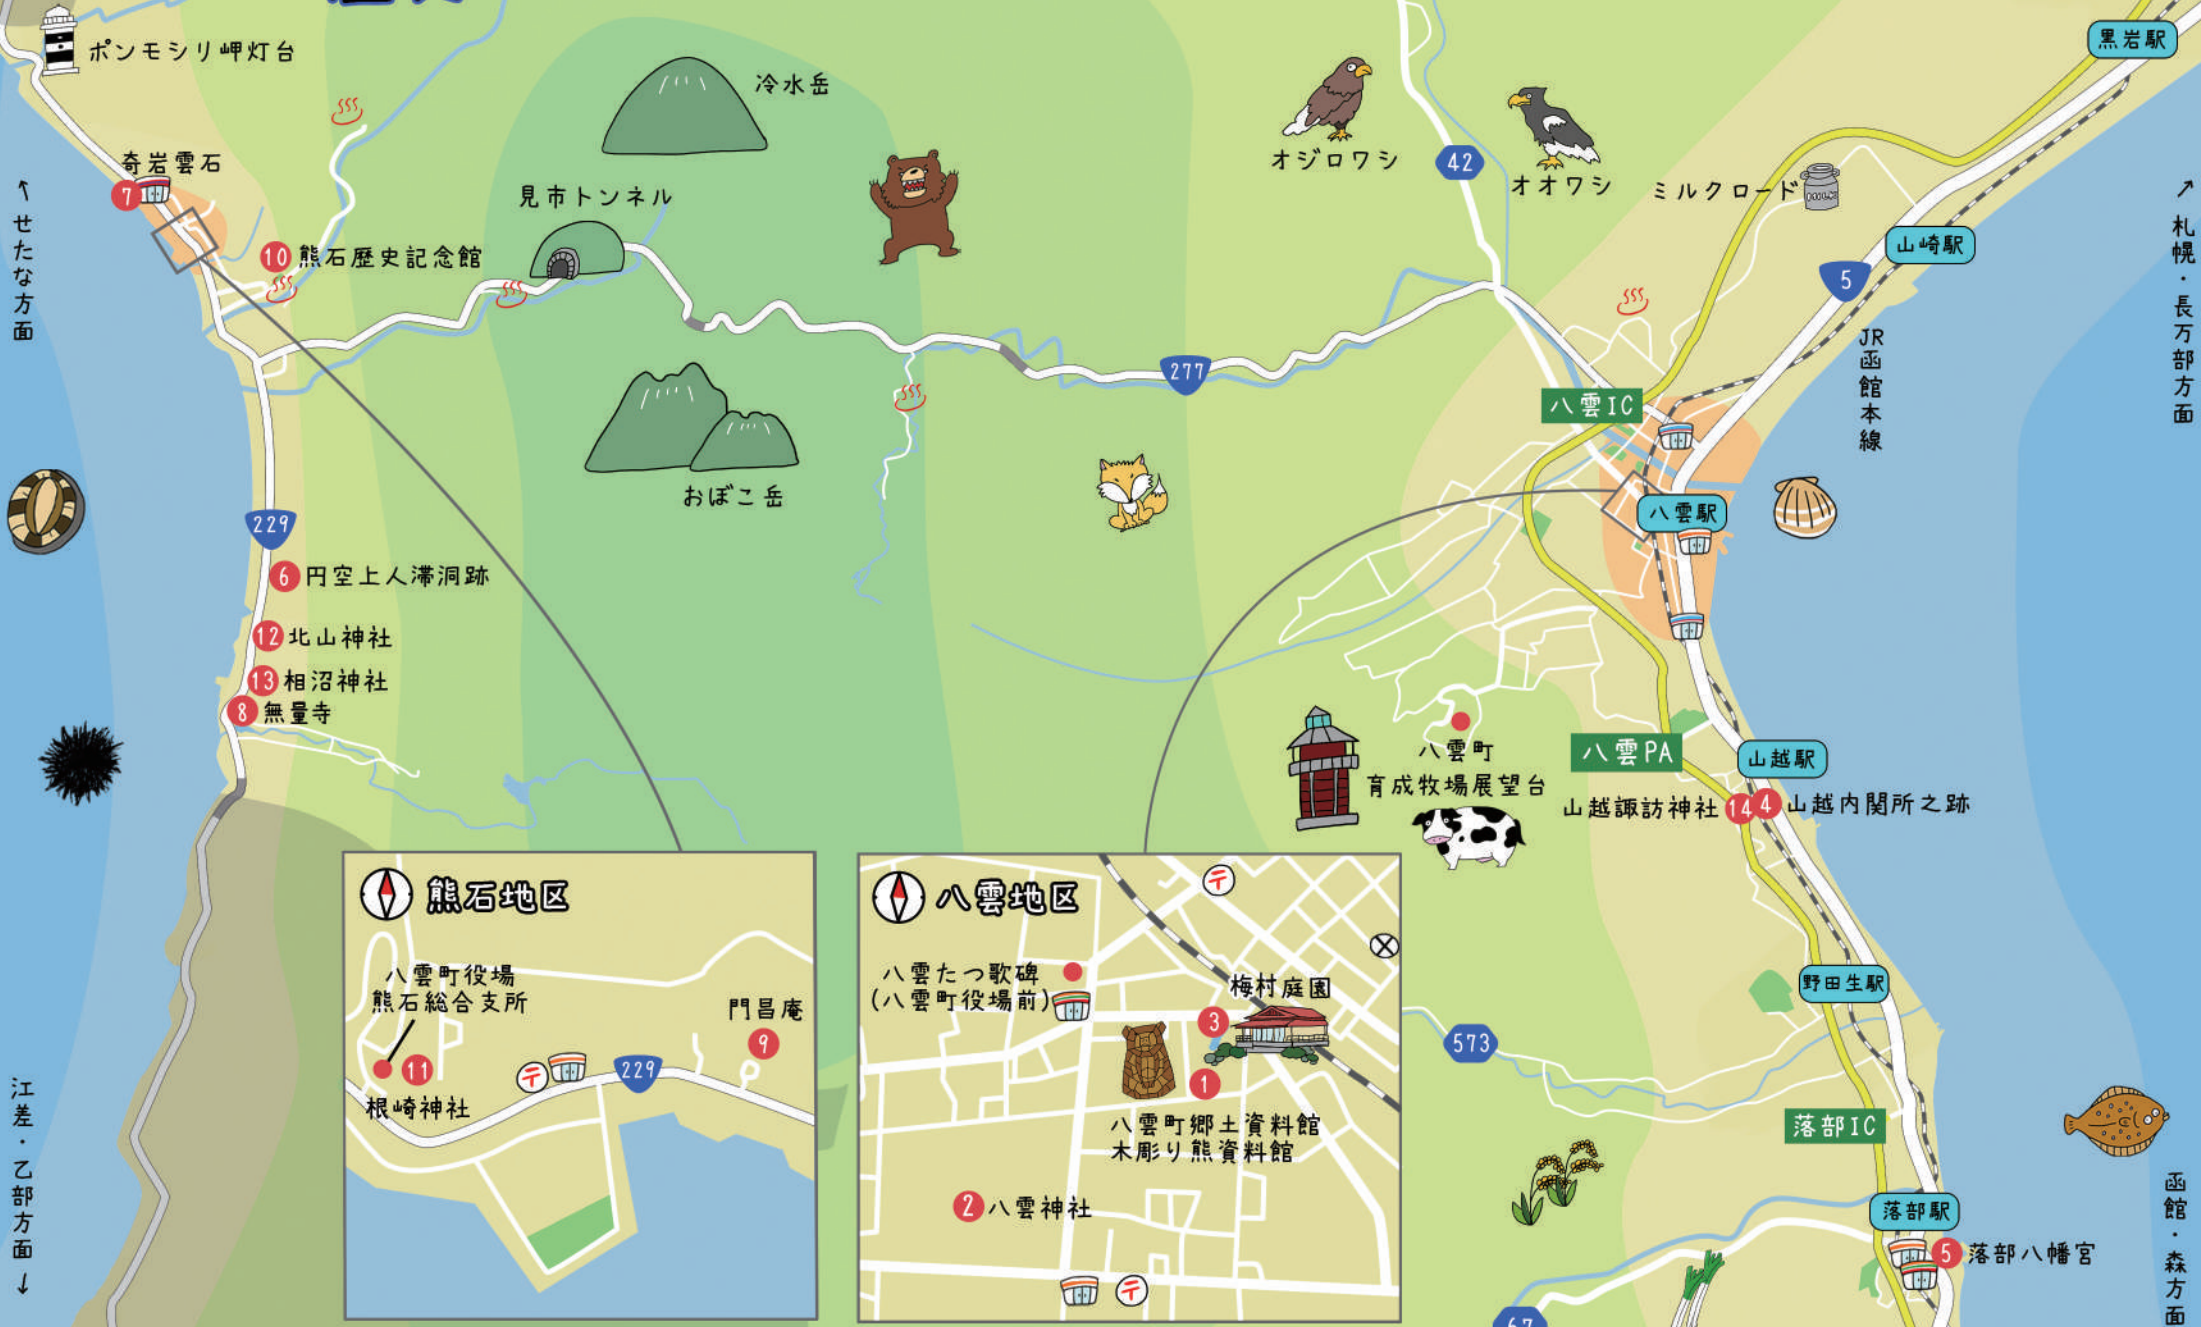 ポンモシリ岬灯台
黒岩駅
冷水岳
奇岩雲石
7
見市トンネル
オジロワシ
42
オオワシ
ミルクロード
MILK
山崎駅
5
↑せたな方面
↗札幌・長万部方面
10 熊石歴史記念館
JR函館本線
277
八雲IC
おぼこ岳
八雲駅
229
6 円空上人滞洞跡
12 北山神社
13 相沼神社
8 無量寺
八雲町
育成牧場展望台
八雲PA
山越駅
山越諏訪神社 14
4 山越内関所之跡
熊石地区
八雲町役場
熊石総合支所
門昌庵
9
11
根崎神社
〒
229
八雲地区
〒
八雲たつ歌碑
(八雲町役場前)
梅村庭園
3
1
八雲町郷土資料館
木彫り熊資料館
2 八雲神社
〒
野田生駅
573
落部IC
落部駅
5 落部八幡宮
67
江差・乙部方面↓
函館・森方面